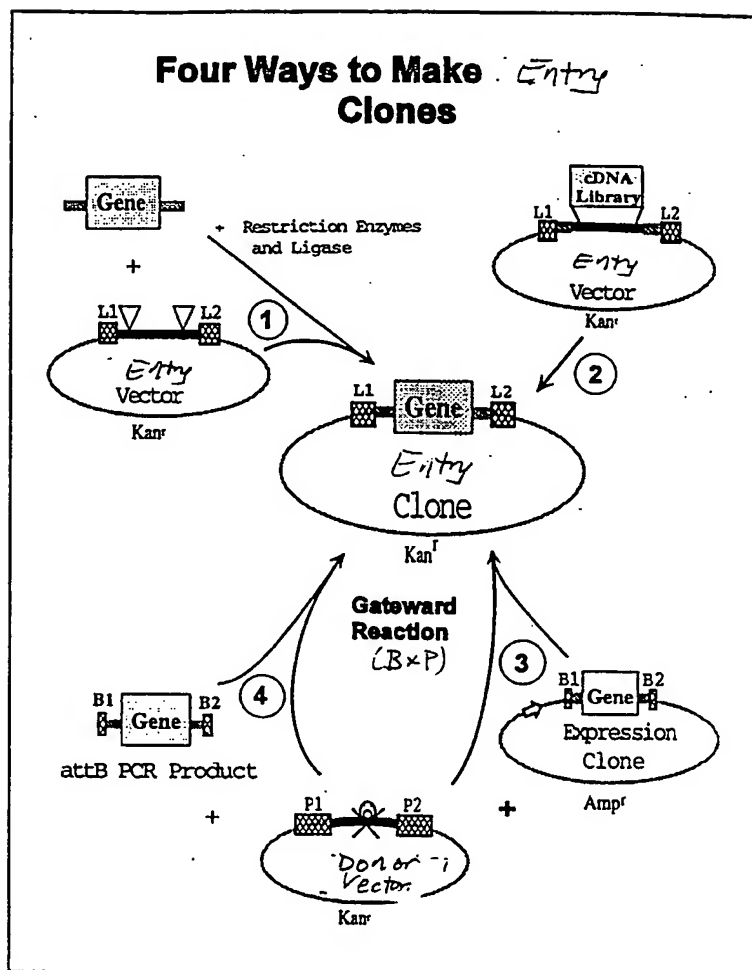 Four Ways to Make Entry
Clones
Gene
+ Restriction Enzymes
and Ligase
+
L1 L2
Entry
Vector
Kanr
1
cDNA
Library
L1 L2
Entry
Vector
Kanr
2
L1 Gene L2
Entry
Clone
Kanr
Gateward
Reaction
(B×P)
3
4
B1 Gene B2
attB PCR Product
+
B1 Gene B2
Expression
Clone
Ampr
+
P1 P2
Donor
Vector
Kanr